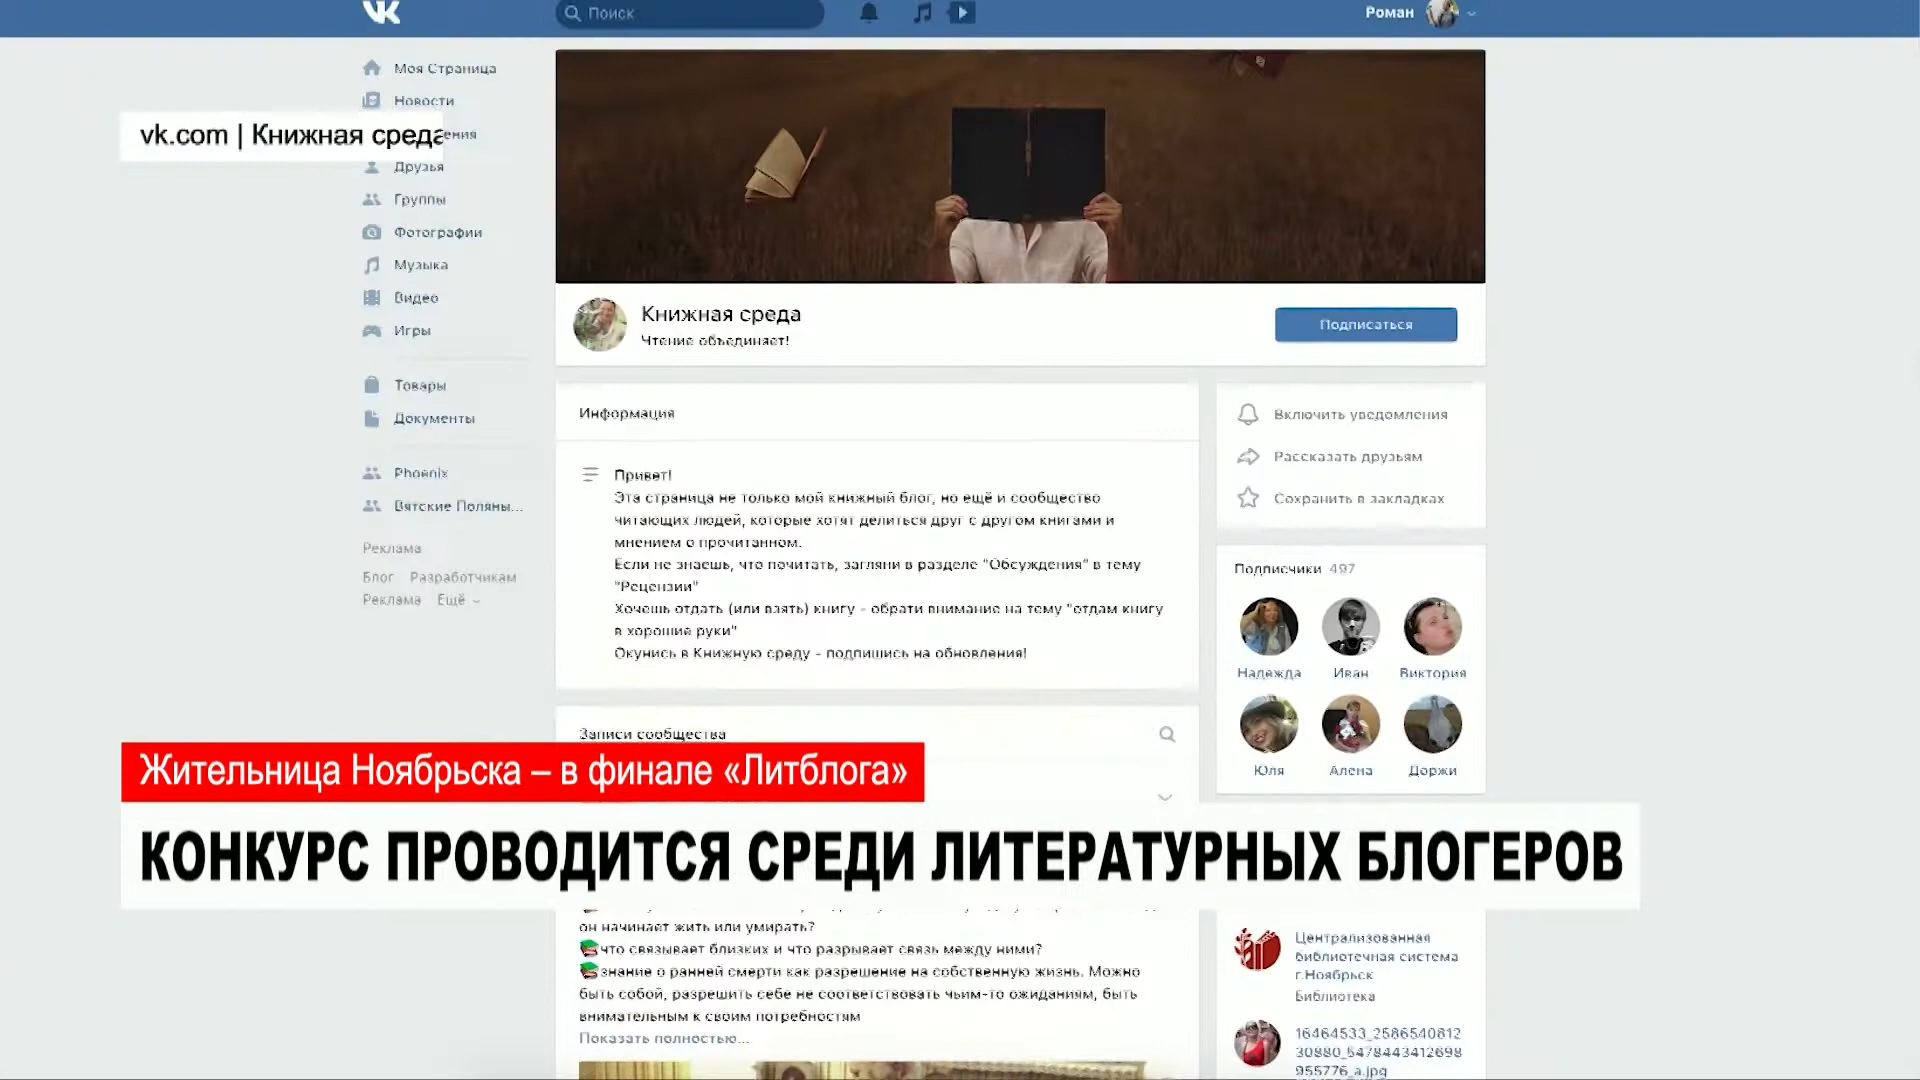 Поиск
Роман
Моя Страница
Новости
ения
vk.com | Книжная среда
Друзья
Группы
Фотографии
Музыка
Видео
Игры
Товары
Документы
Phoenix
Вятские Поляны...
Реклама
Блог Разработчикам
Реклама Ещё
Книжная среда
Чтение объединяет!
Подписаться
Информация
Привет!
Эта страница не только мой книжный блог, но ещё и сообщество
читающих людей, которые хотят делиться друг с другом книгами и
мнением о прочитанном.
Если не знаешь, что почитать, загляни в разделе "Обсуждения" в тему
"Рецензии"
Хочешь отдать (или взять) книгу - обрати внимание на тему "отдам книгу
в хорошие руки"
Окунись в Книжную среду - подпишись на обновления!
Включить уведомления
Рассказать друзьям
Сохранить в закладках
Подписчики 497
Надежда Иван Виктория
Юля Алена Доржи
Записи сообщества
Жительница Ноябрьска – в финале «Литблога»
КОНКУРС ПРОВОДИТСЯ СРЕДИ ЛИТЕРАТУРНЫХ БЛОГЕРОВ
он начинает жить или умирать?
что связывает близких и что разрывает связь между ними?
знание о ранней смерти как разрешение на собственную жизнь. Можно
быть собой, разрешить себе не соответствовать чьим-то ожиданиям, быть
внимательным к своим потребностям
Показать полностью...
Централизованная
библиотечная система
г.Ноябрьск
Библиотека
16464533_2586540812
30880_5478443412698
955776_a.jpg